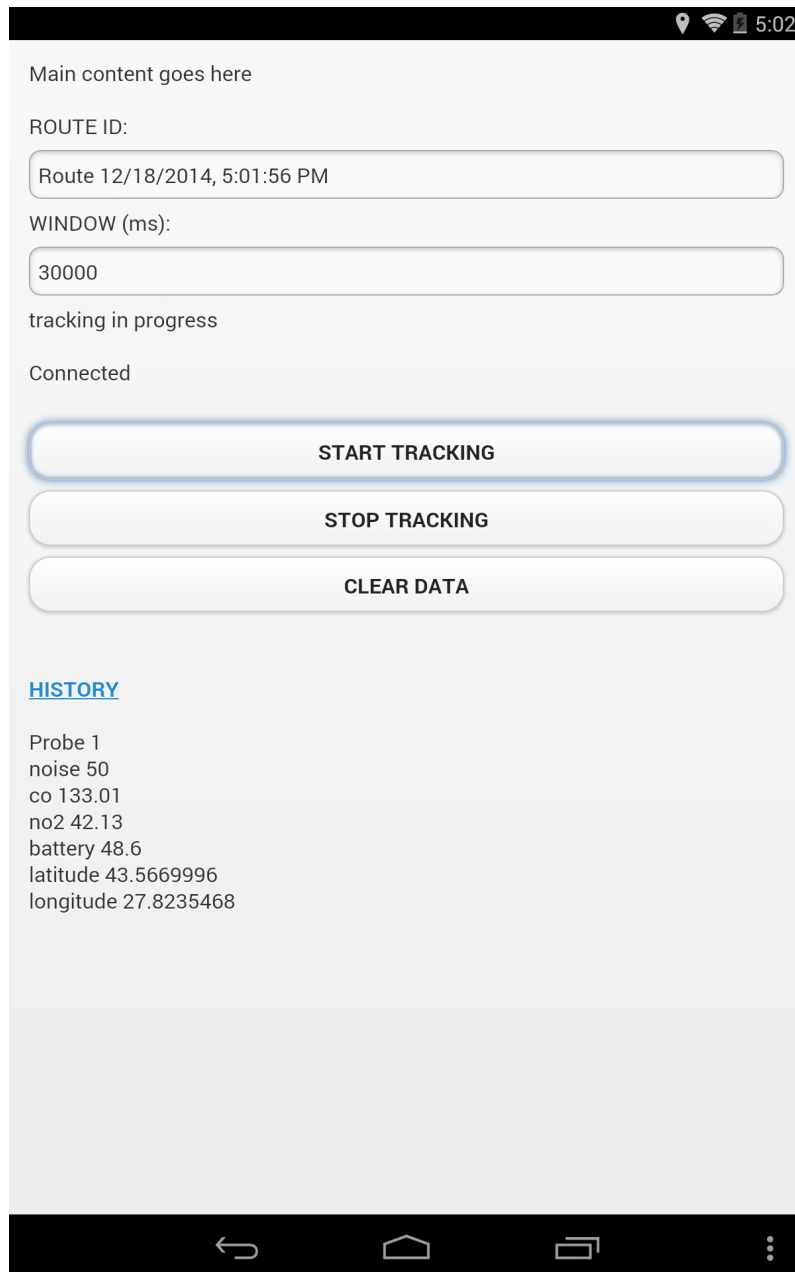 5:02
Main content goes here
ROUTE ID:
Route 12/18/2014, 5:01:56 PM
WINDOW (ms):
30000
tracking in progress
Connected
START TRACKING
STOP TRACKING
CLEAR DATA
HISTORY
Probe 1
noise 50
co 133.01
no2 42.13
battery 48.6
latitude 43.5669996
longitude 27.8235468